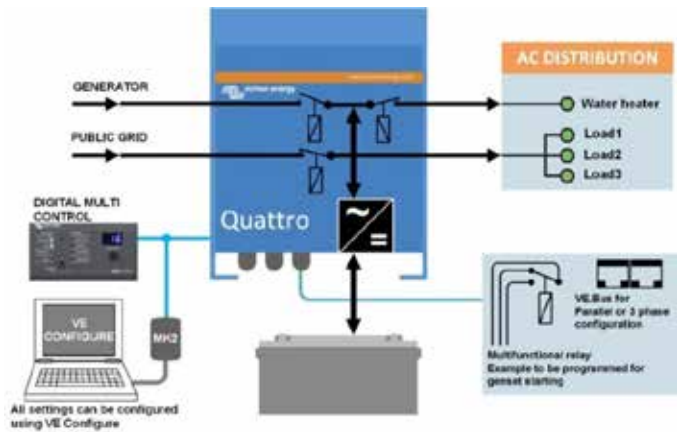 victron energy
GENERATOR
PUBLIC GRID
AC DISTRIBUTION
Water heater
Load1
Load2
Load3
DIGITAL MULTI
CONTROL
Quattro
VE
CONFIGURE
MK2
All settings can be configured
using VE Configure
VE.Bus for
Parallel or 3 phase
configuration
Multifunctional relay
Example to be programmed for
genset starting